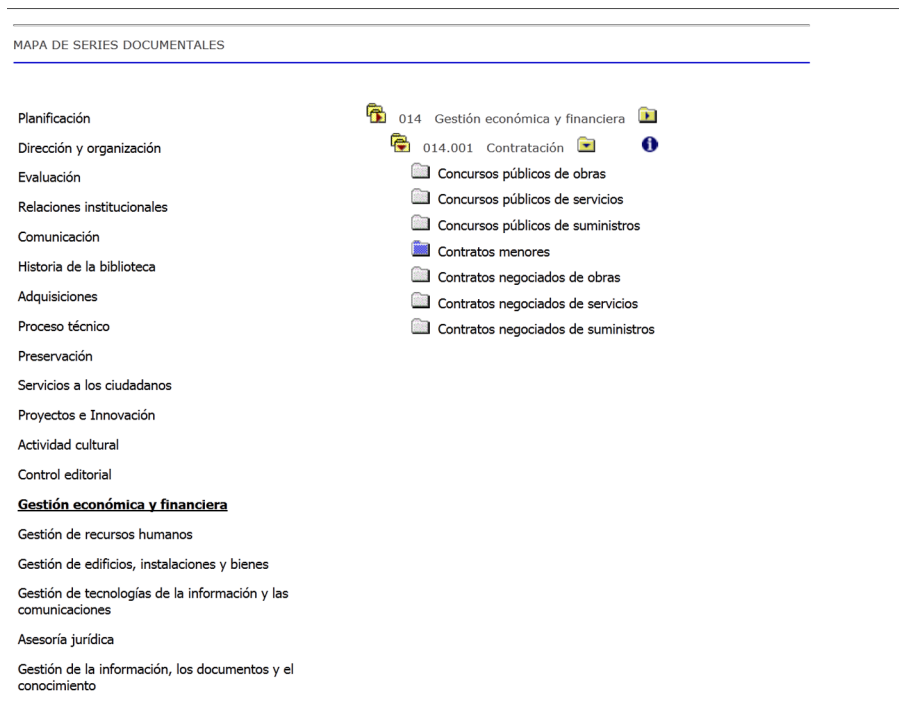 MAPA DE SERIES DOCUMENTALES
Planificación
Dirección y organización
Evaluación
Relaciones institucionales
Comunicación
Historia de la biblioteca
Adquisiciones
Proceso técnico
Preservación
Servicios a los ciudadanos
Proyectos e Innovación
Actividad cultural
Control editorial
Gestión económica y financiera
Gestión de recursos humanos
Gestión de edificios, instalaciones y bienes
Gestión de tecnologías de la información y las
comunicaciones
Asesoría jurídica
Gestión de la información, los documentos y el
conocimiento
014 Gestión económica y financiera
014.001 Contratación
Concursos públicos de obras
Concursos públicos de servicios
Concursos públicos de suministros
Contratos menores
Contratos negociados de obras
Contratos negociados de servicios
Contratos negociados de suministros